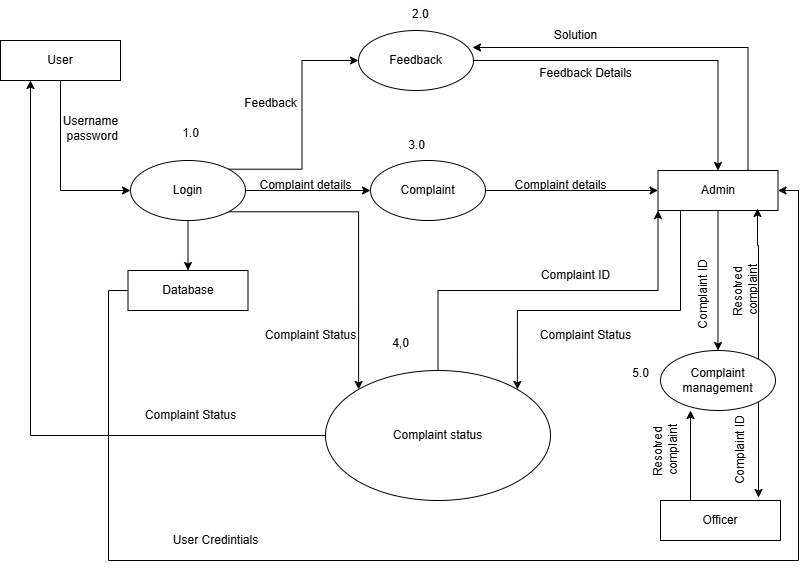 2.0
Solution
User
Feedback
Feedback Details
Feedback
Username
password
1.0
3.0
Login
Complaint details
Complaint
Complaint details
Admin
Complaint ID
Complaint ID
Resotved
complaint
Database
Complaint Status
4,0
Complaint Status
5.0
Complaint
management
Complaint Status
Complaint status
Resotved
complaint
Complaint ID
Officer
User Credintials